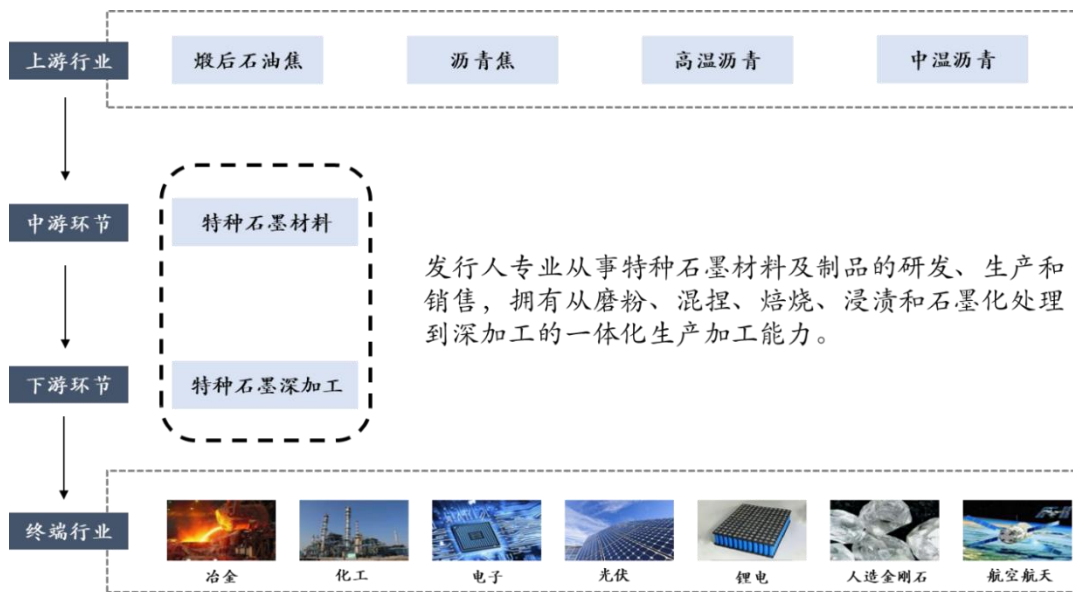 上游行业
煅后石油焦
沥青焦
高温沥青
中温沥青
中游环节
特种石墨材料
发行人专业从事特种石墨材料及制品的研发、生产和
销售，拥有从磨粉、混捏、焙烧、浸渍和石墨化处理
到深加工的一体化生产加工能力。
下游环节
特种石墨深加工
终端行业
冶金
化工
电子
光伏
锂电
人造金刚石
航空航天